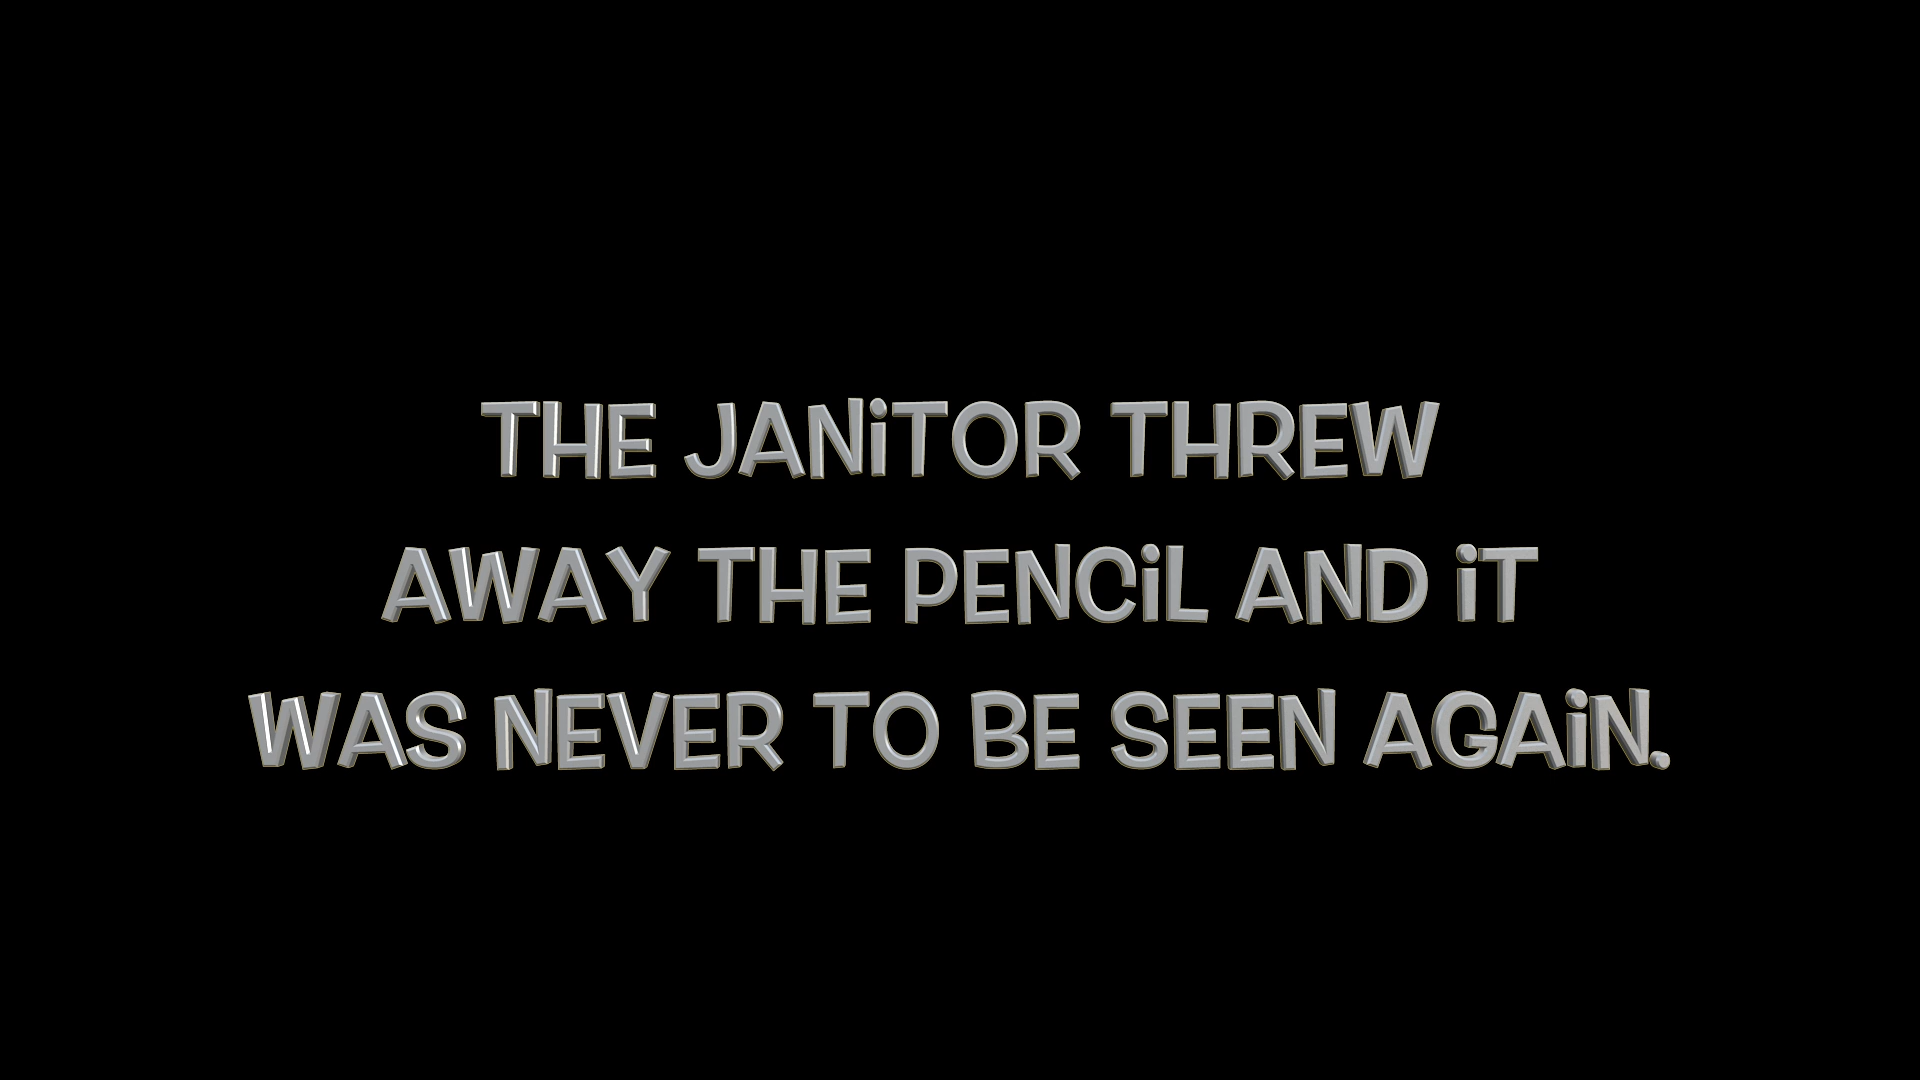 THE JANiTOR THREW
AWAY THE PENCiL AND iT
WAS NEVER TO BE SEEN AGAiN.